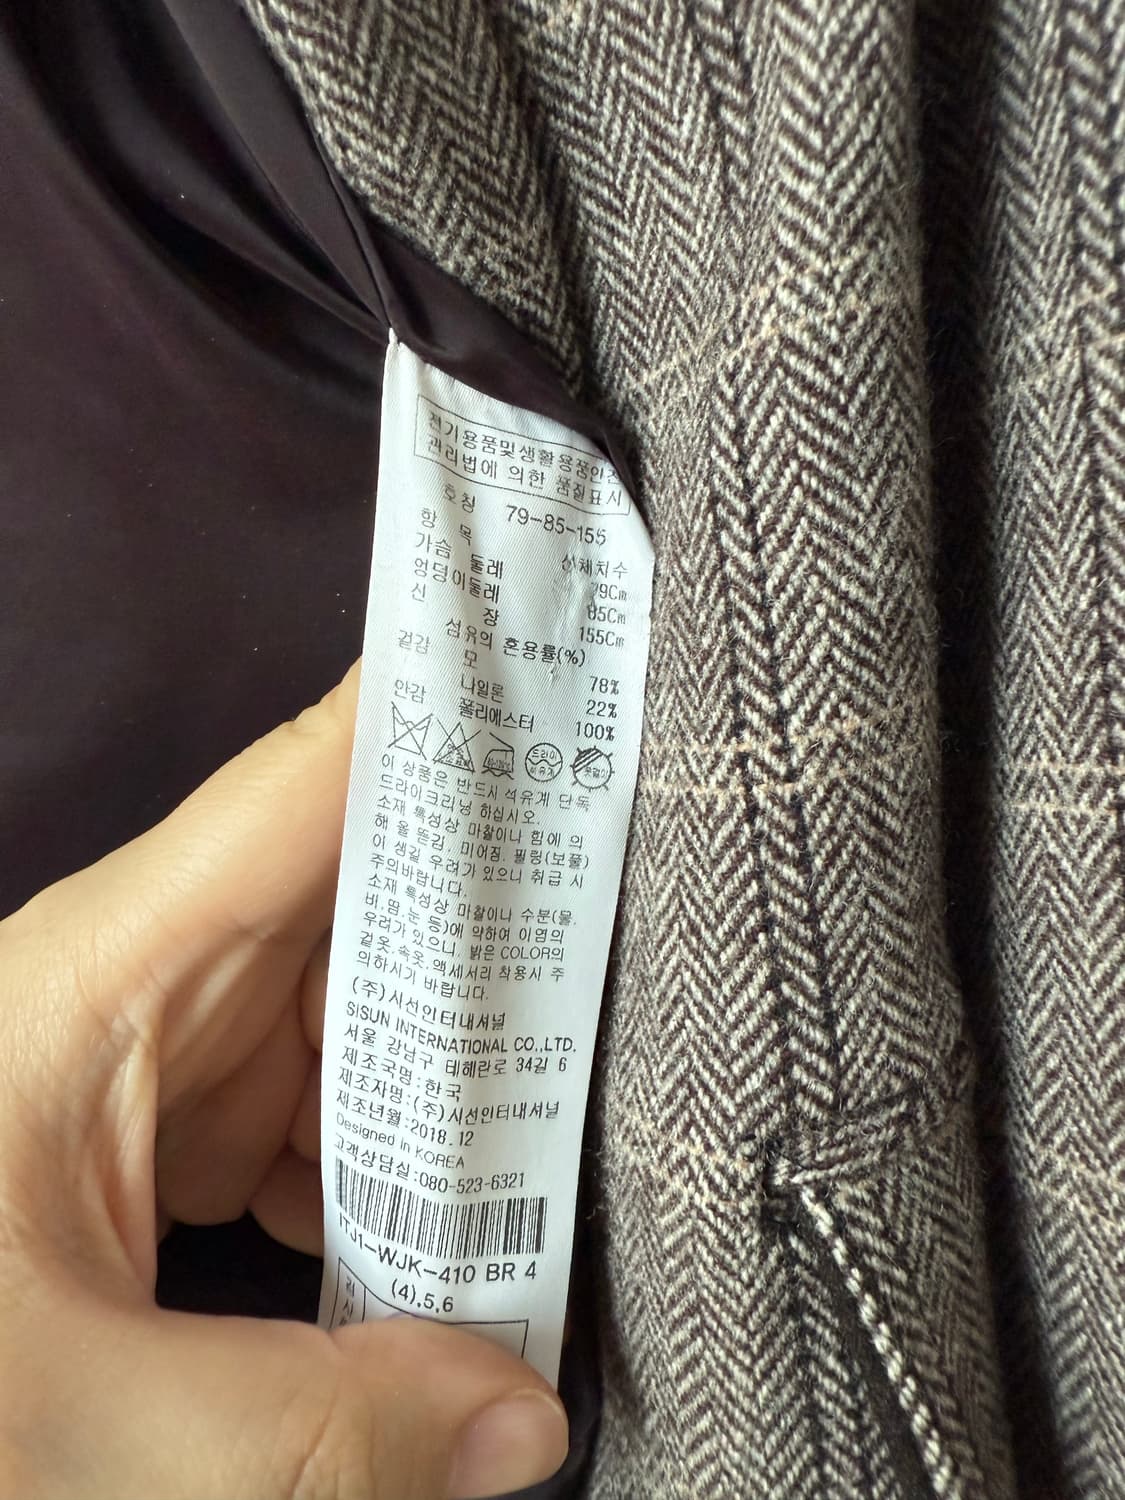 전기용품및생활용품안전
관리법에 의한 품질표시
호칭 79-85-155
항 목 신체치수
가슴 둘레 79Cm
엉덩이둘레 85Cm
신 장 155Cm
섬유의 혼용률(%)
겉감 모 78%
나일론 22%
안감 폴리에스터 100%
드라이
석유계
이 상품은 반드시 석유계 단독
드라이크리닝 하십시오.
소재 특성상 마찰이나 힘에 의
해 올 뜯김, 미어짐, 필링(보풀)
이 생길 우려가 있으니 취급 시
주의바랍니다.
소재 특성상 마찰이나 수분(물.
비.땀.눈 등)에 약하여 이염의
우려가 있으니, 밝은 COLOR의
겉옷.속옷.액세서리 착용시 주
의하시기 바랍니다.
(주)시선인터내셔널
SISUN INTERNATIONAL CO.,LTD.
서울 강남구 테헤란로 34길 6
제조국명:한국
제조자명:(주)시선인터내셔널
제조년월:2018.12
Designed in KOREA
고객상담실:080-523-6321
ITJ1-WJK-410 BR 4
(4),5,6